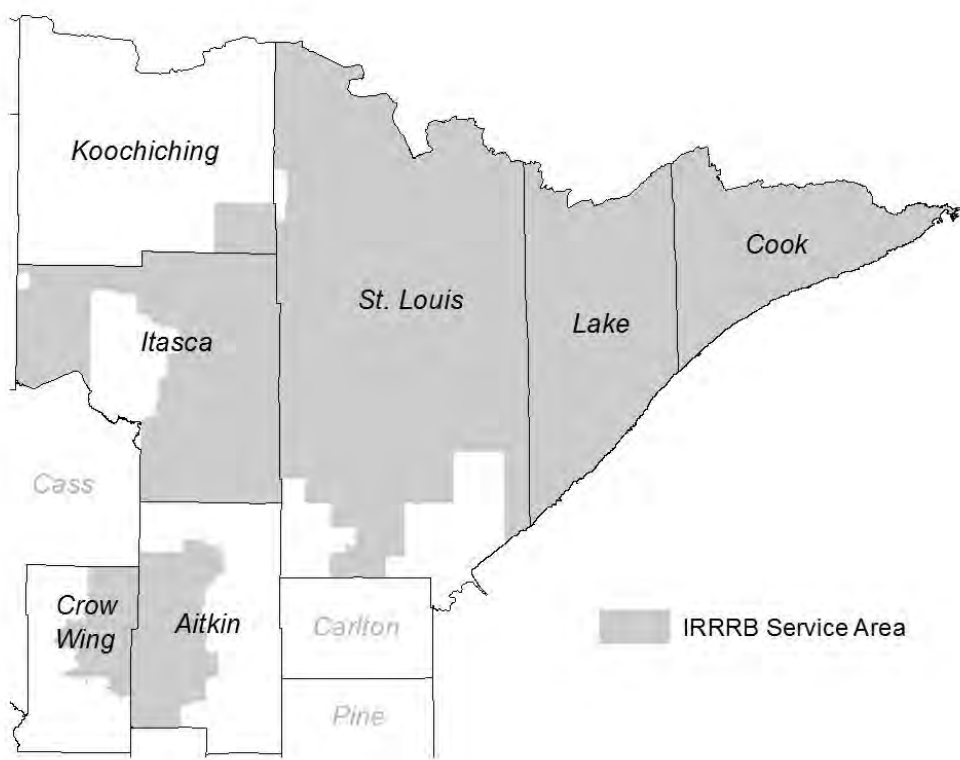 Koochiching
Cook
St. Louis
Lake
Itasca
Cass
Crow
Wing
Aitkin
Carlton
IRRRB Service Area
Pine